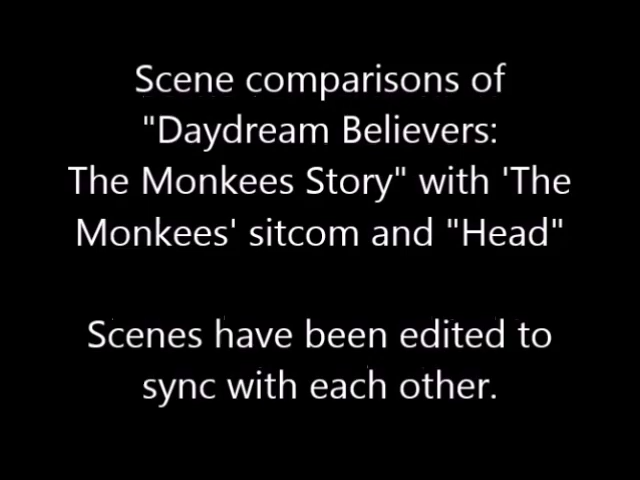 Scene comparisons of
"Daydream Believers:
The Monkees Story" with 'The
Monkees' sitcom and "Head"
Scenes have been edited to
sync with each other.